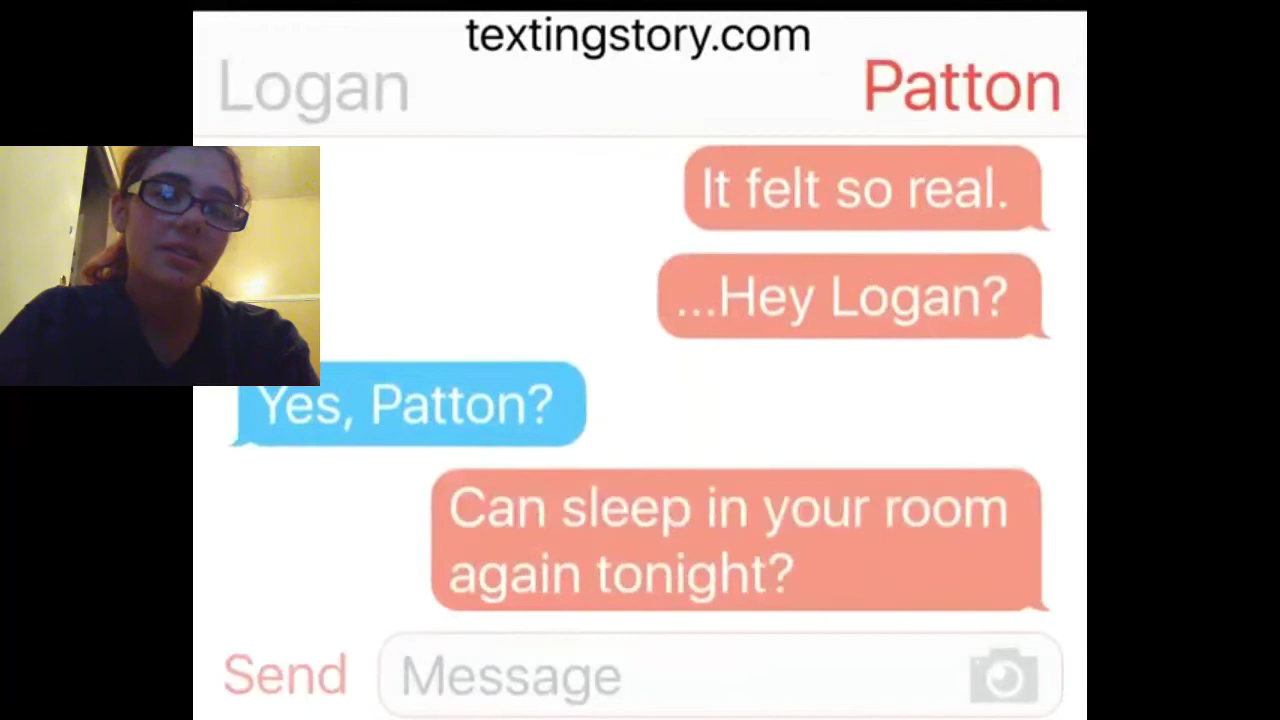 textingstory.com
Logan
Patton
It felt so real.
...Hey Logan?
Yes, Patton?
Can sleep in your room
again tonight?
Send
Message